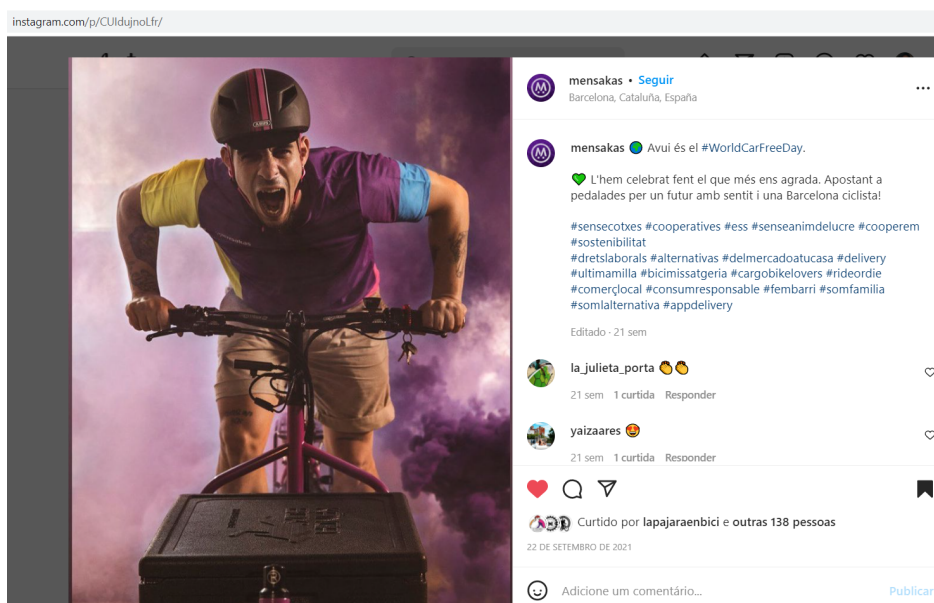 instagram.com/p/CUIdujnoLfr/
mensakas • Seguir
Barcelona, Cataluña, España
mensakas 🌍 Avui és el #WorldCarFreeDay.
💚 L'hem celebrat fent el que més ens agrada. Apostant a
pedalades per un futur amb sentit i una Barcelona ciclista!
#sensecotxes #cooperatives #ess #senseanimdelucre #cooperem
#sostenibilitat
#dretslaborals #alternativas #delmercadoatucasa #delivery
#ultimamilla #bicimissatgeria #cargobikelovers #rideordie
#comerçlocal #consumresponsable #fembarri #somfamilia
#somlalternativa #appdelivery
Editado · 21 sem
la_julieta_porta 👏👏
21 sem 1 curtida Responder
yaizaares 😍
21 sem 1 curtida Responder
Curtido por lapajaraenbici e outras 138 pessoas
22 DE SETEMBRO DE 2021
Adicione um comentário...
Publicar
ABUS